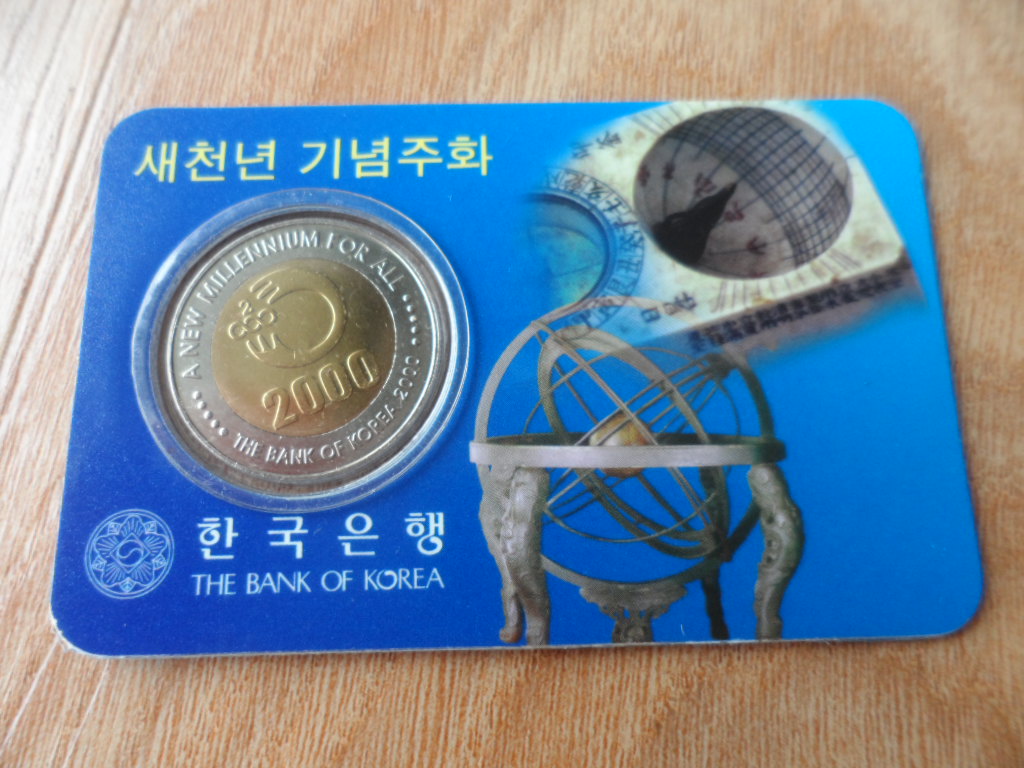 새천년 기념주화
A NEW MILLENNIUM FOR ALL
2000
THE BANK OF KOREA 2000
한국은행
THE BANK OF KOREA